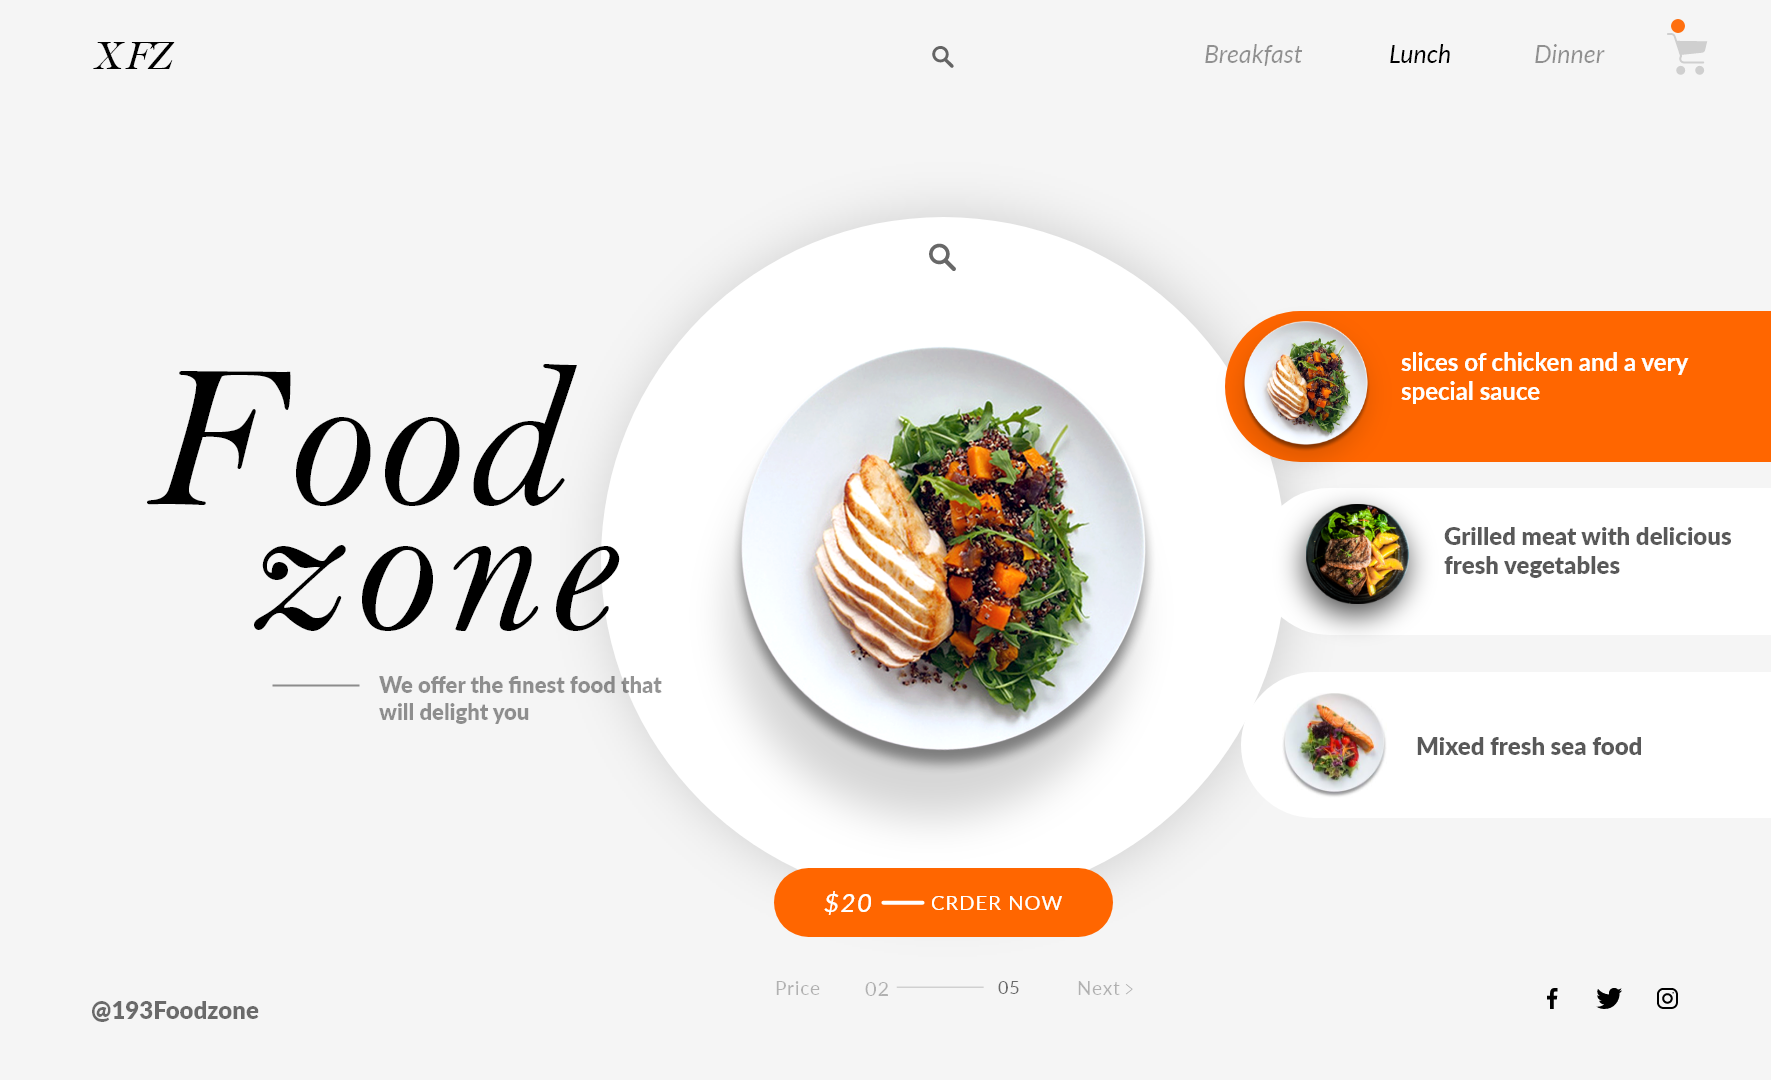 XFZ
Breakfast
Lunch
Dinner
Food
zone
We offer the finest food that
will delight you
slices of chicken and a very
special sauce
Grilled meat with delicious
fresh vegetables
Mixed fresh sea food
$20 — CRDER NOW
Price 02 05 Next >
@193Foodzone